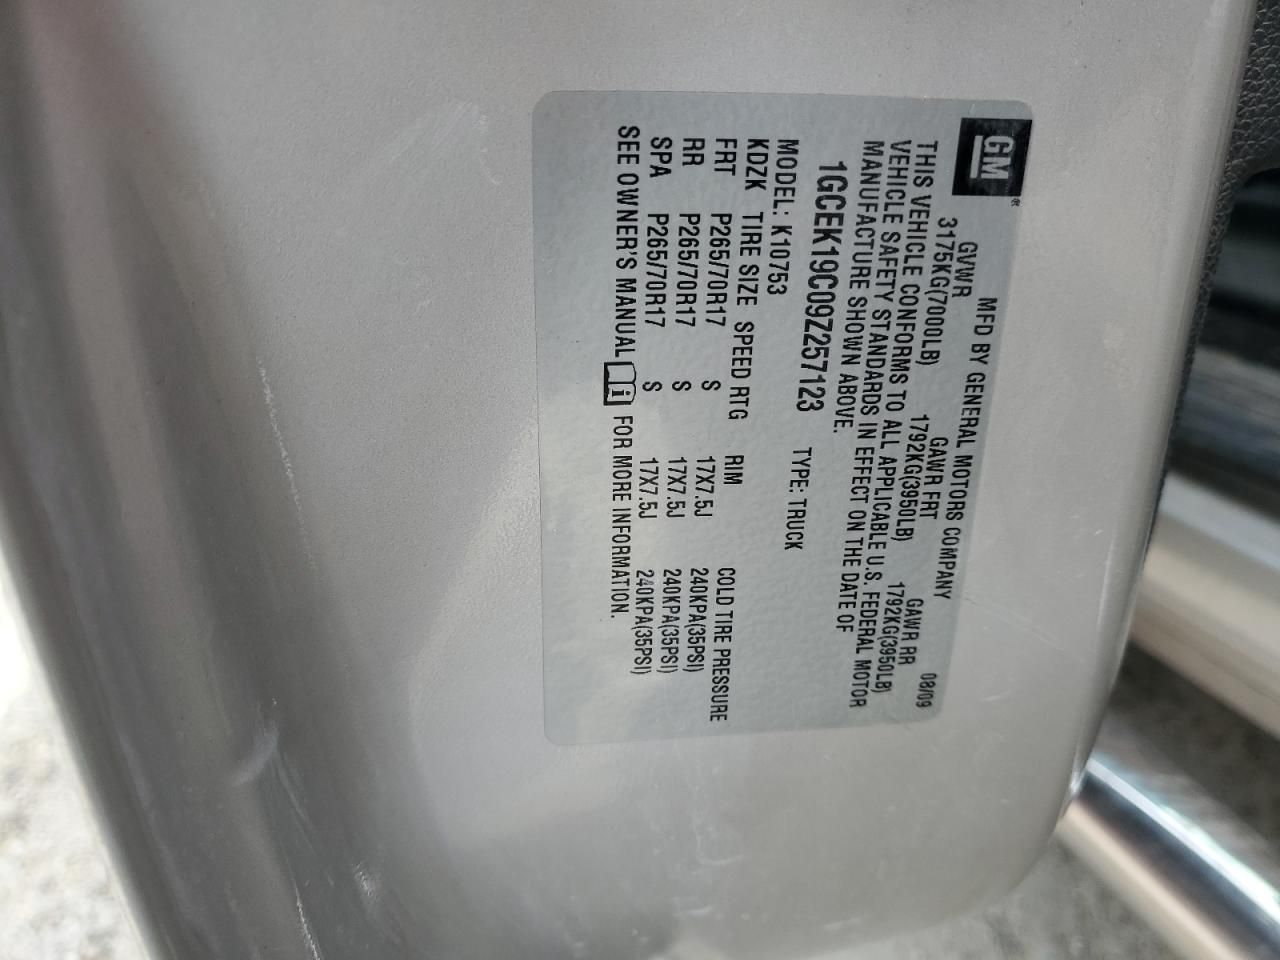 GM®
MFD BY GENERAL MOTORS COMPANY 08/09
GVWR GAWR FRT GAWR RR
3175KG(7000LB) 1792KG(3950LB) 1792KG(3950LB)
THIS VEHICLE CONFORMS TO ALL APPLICABLE U.S. FEDERAL MOTOR
VEHICLE SAFETY STANDARDS IN EFFECT ON THE DATE OF
MANUFACTURE SHOWN ABOVE.
1GCEK19C09Z257123 TYPE: TRUCK
MODEL: K10753
KDZK TIRE SIZE SPEED RTG RIM COLD TIRE PRESSURE
FRT P265/70R17 S 17X7.5J 240KPA(35PSI)
RR P265/70R17 S 17X7.5J 240KPA(35PSI)
SPA P265/70R17 S 17X7.5J 240KPA(35PSI)
SEE OWNER'S MANUAL i FOR MORE INFORMATION.